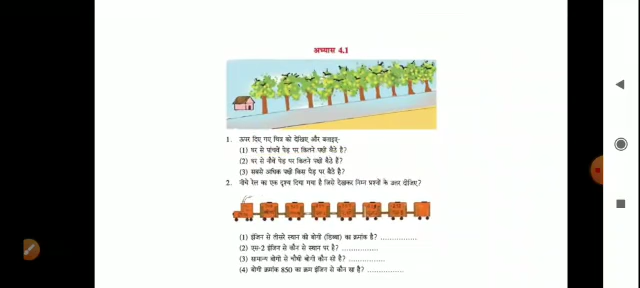 अभ्यास 4.1
1. ऊपर दिए गए चित्र को देखिए और बताइए-
(1) घर से पांचवें पेड़ पर कितने पक्षी बैठे है?
(2) घर से नौवें पेड़ पर कितने पक्षी बैठे है?
(3) सबसे अधिक पक्षी किस पेड़ पर बैठे है?
2. नीचे रेल का एक दृश्य दिया गया है जिसे देखकर निम्न प्रश्नों के उत्तर दीजिए?
(1) इंजिन से तीसरे स्थान की बोगी (डिब्बा) का क्रमांक है? ................
(2) एस-2 इंजिन से कौन से स्थान पर है? ................
(3) सामान्य बोगी से चौथी बोगी कौन सी है? ................
(4) बोगी क्रमांक 850 का क्रम इंजिन से कौन सा है? ................